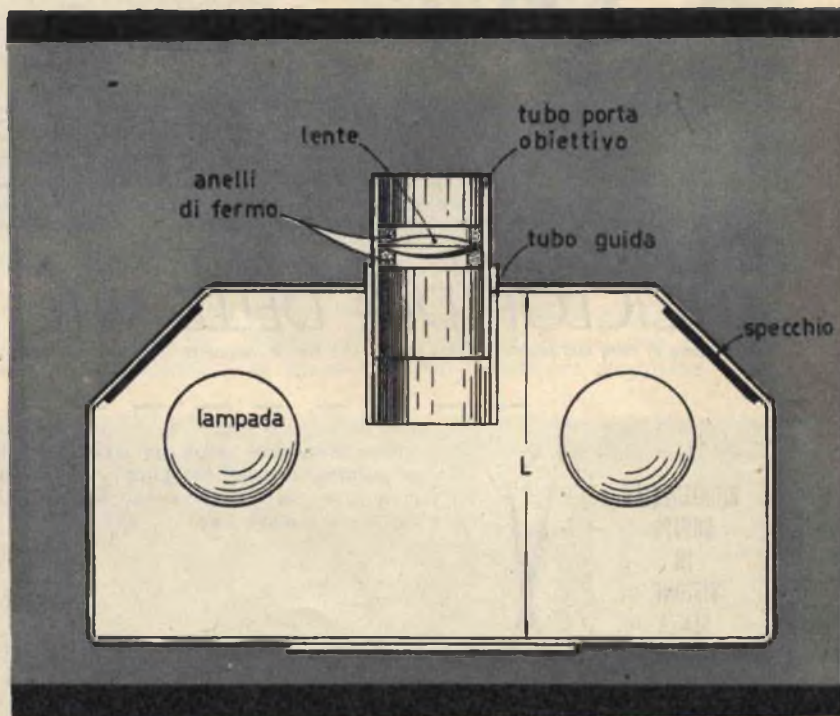 tubo porta
obiettivo
lente
anelli
di fermo
tubo guida
specchio
lampada
L